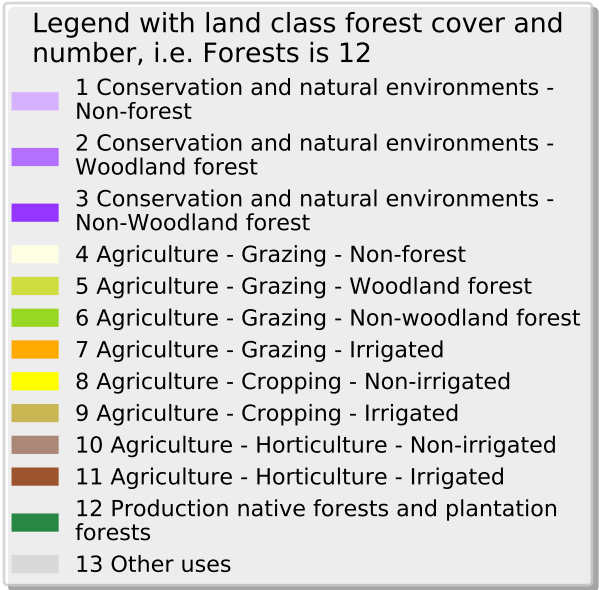 Legend with land class forest cover and
number, i.e. Forests is 12
1 Conservation and natural environments -
Non-forest
2 Conservation and natural environments -
Woodland forest
3 Conservation and natural environments -
Non-Woodland forest
4 Agriculture - Grazing - Non-forest
5 Agriculture - Grazing - Woodland forest
6 Agriculture - Grazing - Non-woodland forest
7 Agriculture - Grazing - Irrigated
8 Agriculture - Cropping - Non-irrigated
9 Agriculture - Cropping - Irrigated
10 Agriculture - Horticulture - Non-irrigated
11 Agriculture - Horticulture - Irrigated
12 Production native forests and plantation
forests
13 Other uses